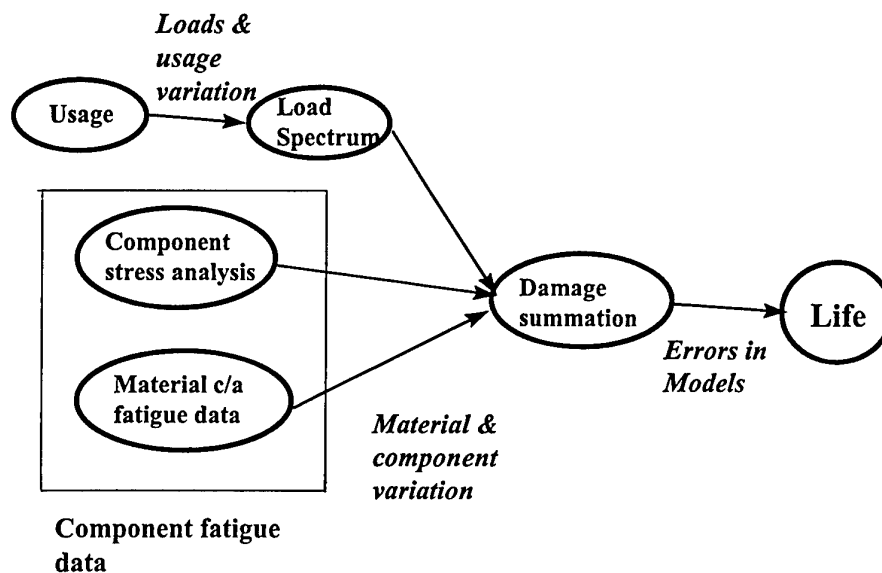 Loads &
usage
variation
Usage
Load
Spectrum
Component
stress analysis
Damage
summation
Life
Errors in
Models
Material c/a
fatigue data
Material &
component
variation
Component fatigue
data